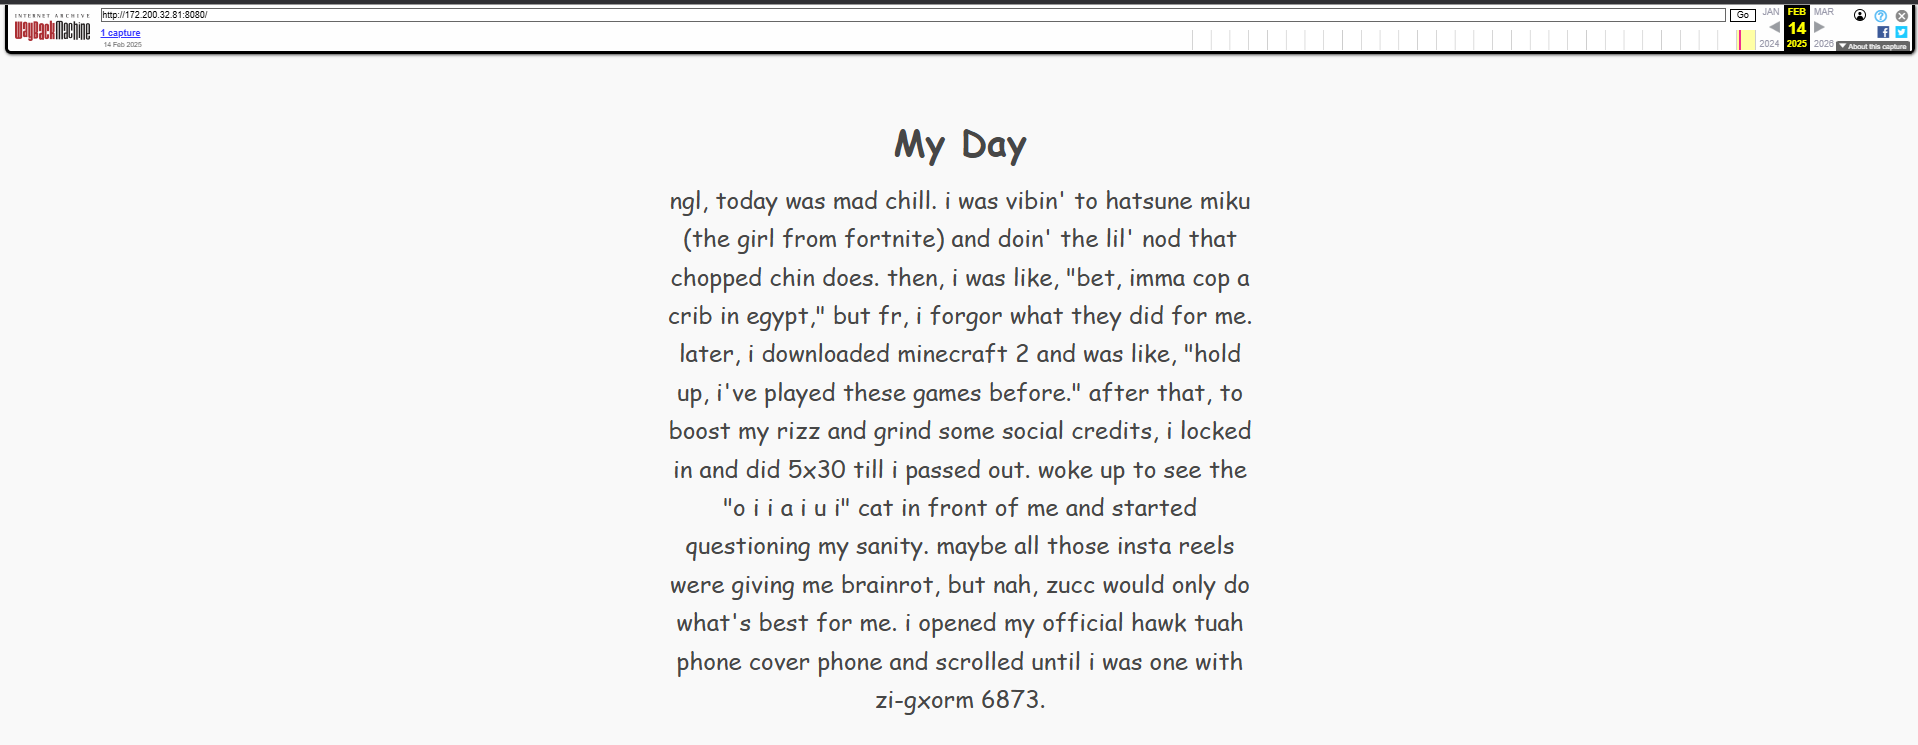 INTERNET ARCHIVE
WayBackMachine
http://172.200.32.81:8080/
Go
1 capture
14 Feb 2025
JAN FEB MAR
14
2024 2025 2026
About this capture
My Day
ngl, today was mad chill. i was vibin' to hatsune miku
(the girl from fortnite) and doin' the lil' nod that
chopped chin does. then, i was like, "bet, imma cop a
crib in egypt," but fr, i forgor what they did for me.
later, i downloaded minecraft 2 and was like, "hold
up, i've played these games before." after that, to
boost my rizz and grind some social credits, i locked
in and did 5x30 till i passed out. woke up to see the
"o i i a i u i" cat in front of me and started
questioning my sanity. maybe all those insta reels
were giving me brainrot, but nah, zucc would only do
what's best for me. i opened my official hawk tuah
phone cover phone and scrolled until i was one with
zi-gxorm 6873.